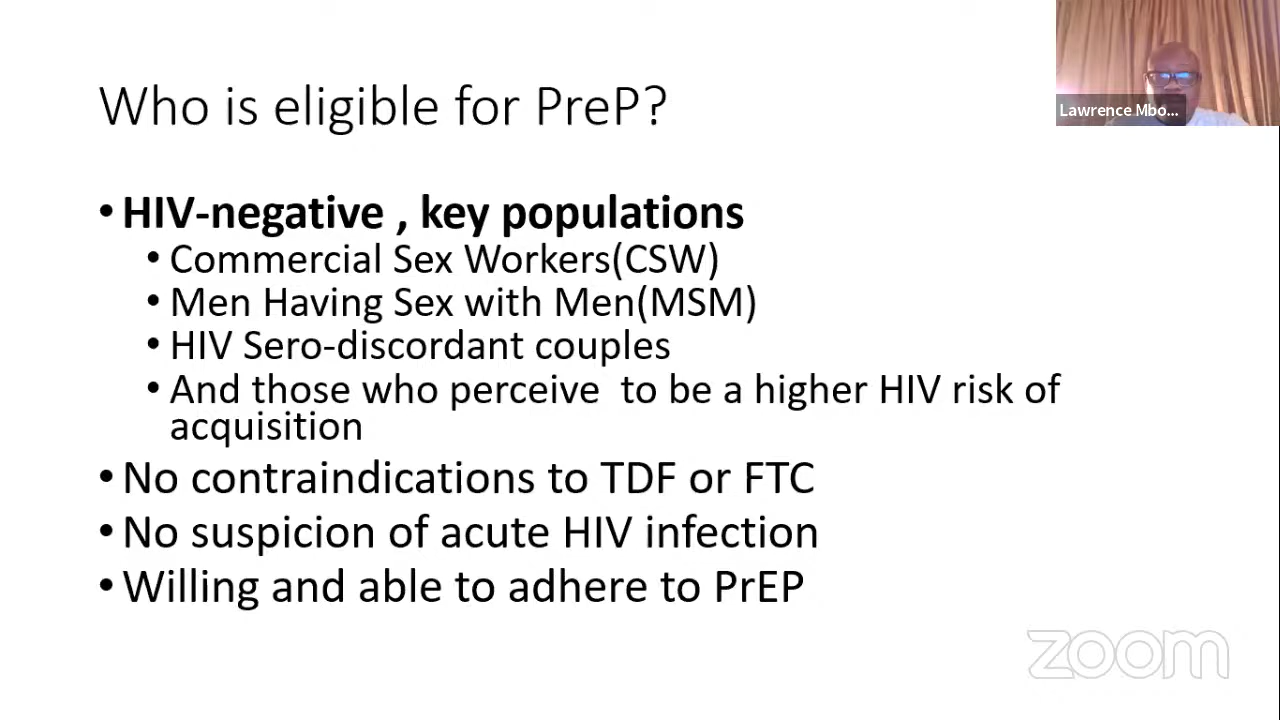 Who is eligible for PreP?
Lawrence Mbo...
• HIV-negative , key populations
• Commercial Sex Workers(CSW)
• Men Having Sex with Men(MSM)
• HIV Sero-discordant couples
• And those who perceive  to be a higher HIV risk of
acquisition
• No contraindications to TDF or FTC
• No suspicion of acute HIV infection
• Willing and able to adhere to PrEP
zoom